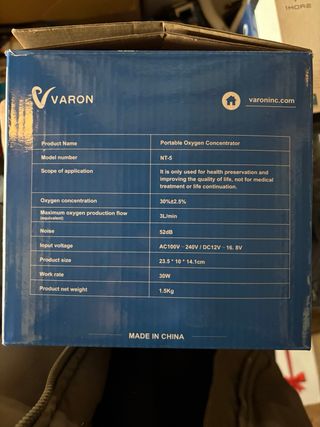 1HORE
VARON
varoninc.com
Product Name Portable Oxygen Concentrator
Model number NT-5
Scope of application It is only used for health preservation and
improving the quality of life, not for medical
treatment or life continuation.
Oxygen concentration 30%±2.5%
Maximum oxygen production flow
(equivalent) 3L/min
Noise 52dB
Input voltage AC100V - 240V / DC12V - 16. 8V
Product size 23.5 * 10 * 14.1cm
Work rate 30W
Product net weight 1.5Kg
MADE IN CHINA